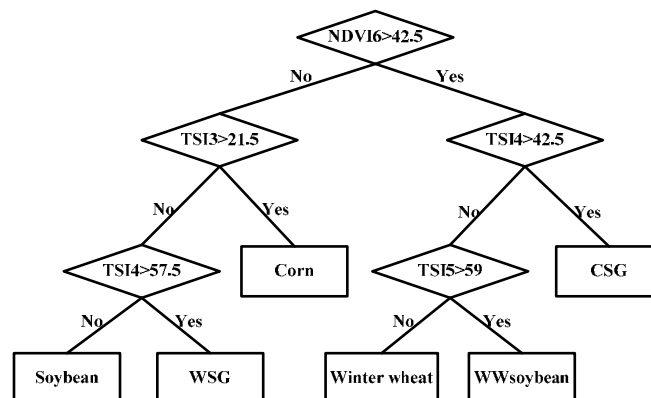 NDVI6>42.5
No
Yes
TSI3>21.5
TSI4>42.5
No
Yes
No
Yes
TSI4>57.5
Corn
TSI5>59
CSG
No
Yes
No
Yes
Soybean
WSG
Winter wheat
WWsoybean